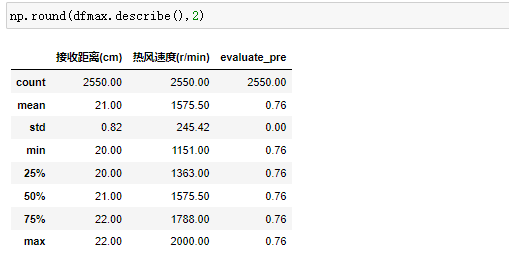 np.round(dfmax.describe(),2)
接收距离(cm) 热风速度(r/min) evaluate_pre
count 2550.00 2550.00 2550.00
mean 21.00 1575.50 0.76
std 0.82 245.42 0.00
min 20.00 1151.00 0.76
25% 20.00 1363.00 0.76
50% 21.00 1575.50 0.76
75% 22.00 1788.00 0.76
max 22.00 2000.00 0.76